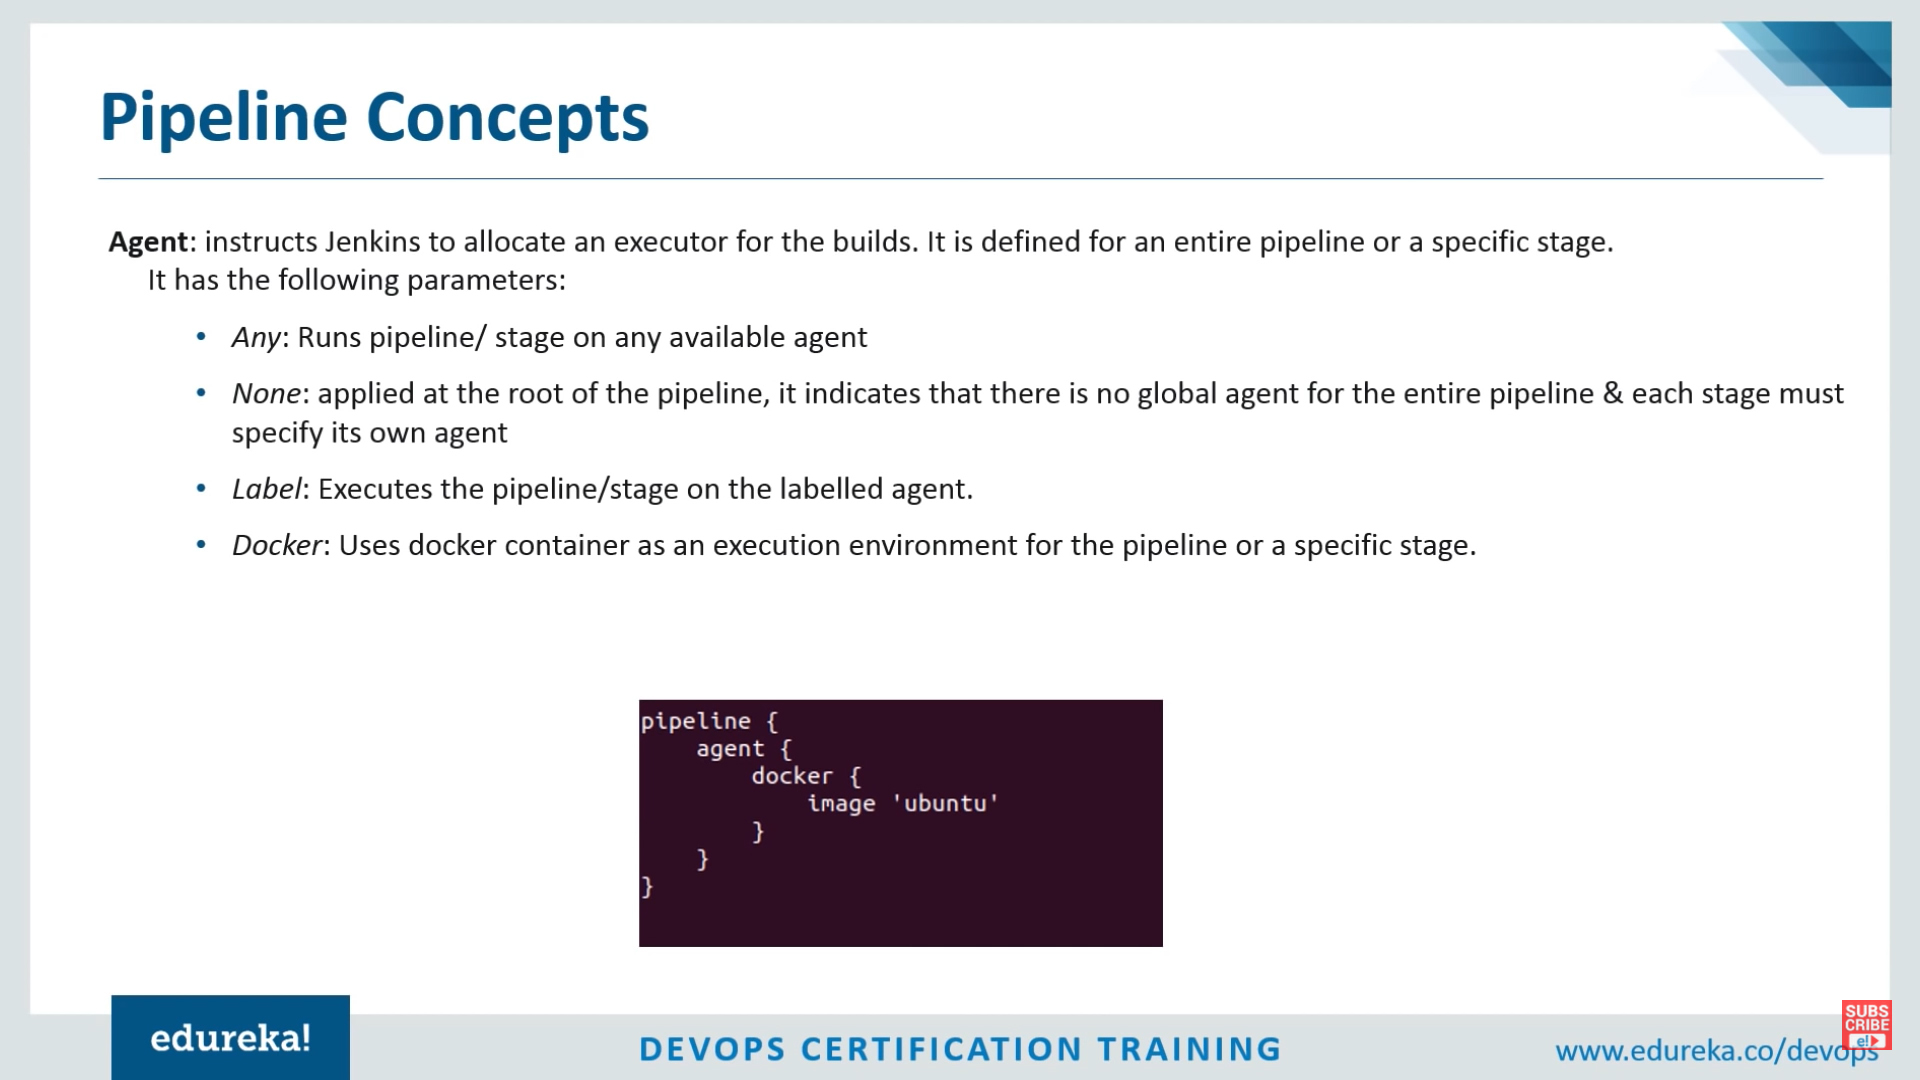 Pipeline Concepts
Agent: instructs Jenkins to allocate an executor for the builds. It is defined for an entire pipeline or a specific stage.
It has the following parameters:
• Any: Runs pipeline/ stage on any available agent
• None: applied at the root of the pipeline, it indicates that there is no global agent for the entire pipeline & each stage must
specify its own agent
• Label: Executes the pipeline/stage on the labelled agent.
• Docker: Uses docker container as an execution environment for the pipeline or a specific stage.
pipeline {
    agent {
        docker {
            image 'ubuntu'
        }
    }
}
edureka!
DEVOPS CERTIFICATION TRAINING
www.edureka.co/devops
SUBS
CRIBE
e!